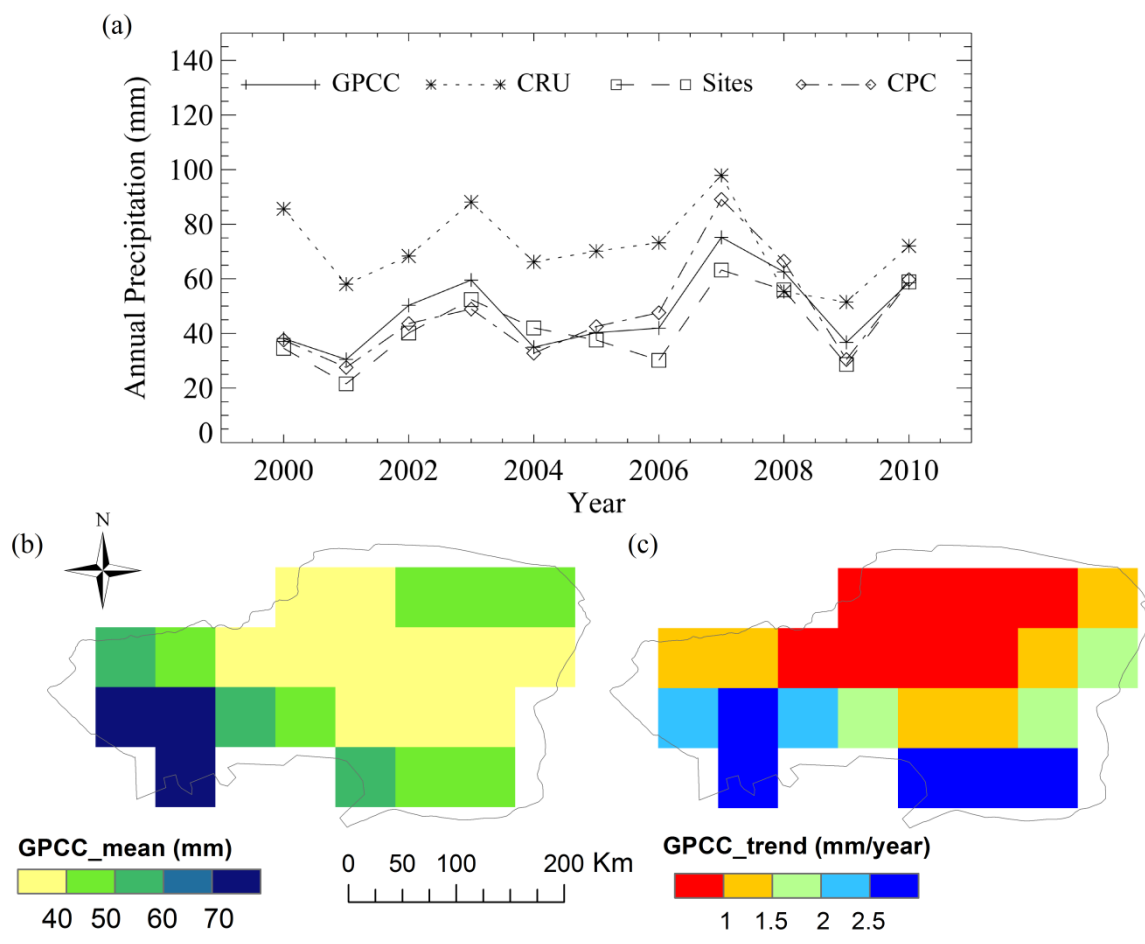 (a)
Annual Precipitation (mm)
140
120
100
80
60
40
20
0
GPCC CRU Sites CPC
2000 2002 2004 2006 2008 2010
Year
(b)
N
(c)
GPCC_mean (mm)
40 50 60 70
0 50 100 200 Km
GPCC_trend (mm/year)
1 1.5 2 2.5